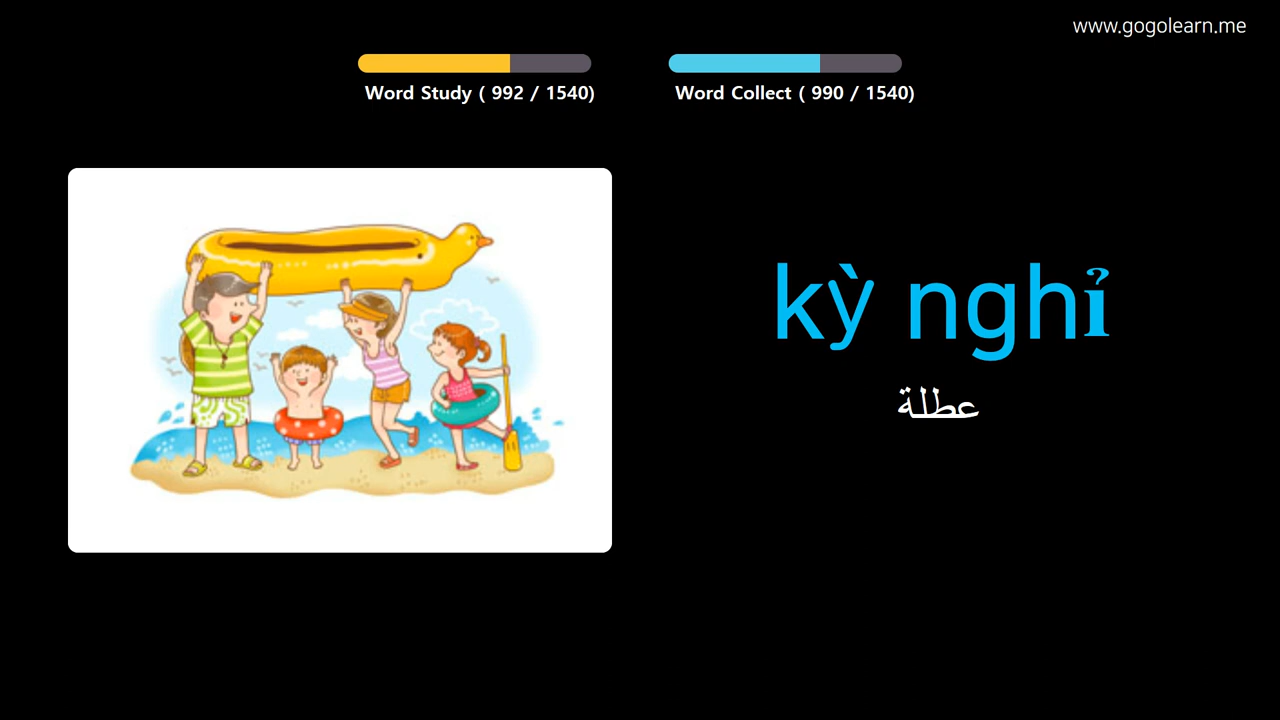 www.gogolearn.me
Word Study ( 992 / 1540)
Word Collect ( 990 / 1540)
kỳ nghỉ
عطلة